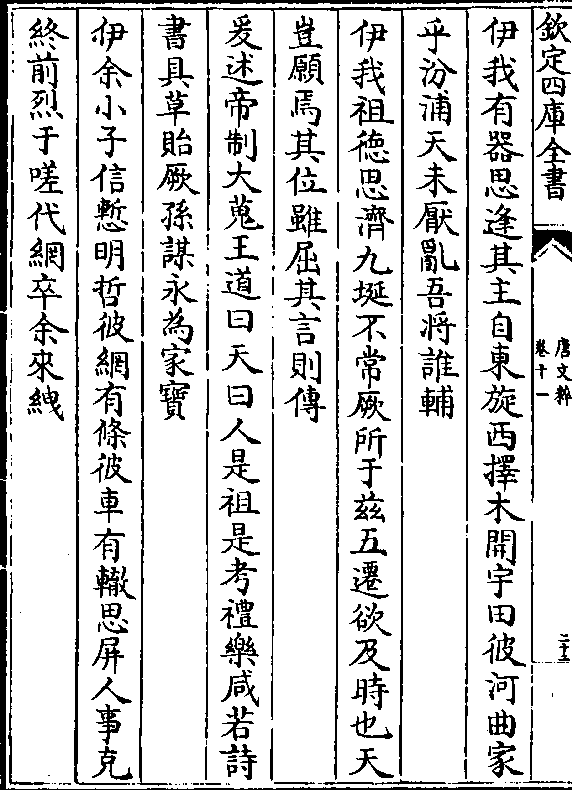 欽定四庫全書
唐文粹
卷十一
二十三
伊我有器思逢其主自東旋西擇木開宇田彼河曲家
乎汾浦天未厭亂吾將誰輔
伊我祖德思濟九埏不常厥所于兹五遷欲及時也天
豈願焉其位雖屈其言則傳
爰述帝制大蒐王道曰天曰人是祖是考禮樂咸若詩
書具草貽厥孫謀永為家寶
伊余小子信慙明哲彼網有條彼車有轍思屏人事克
終前烈于嗟代網卒余來絏